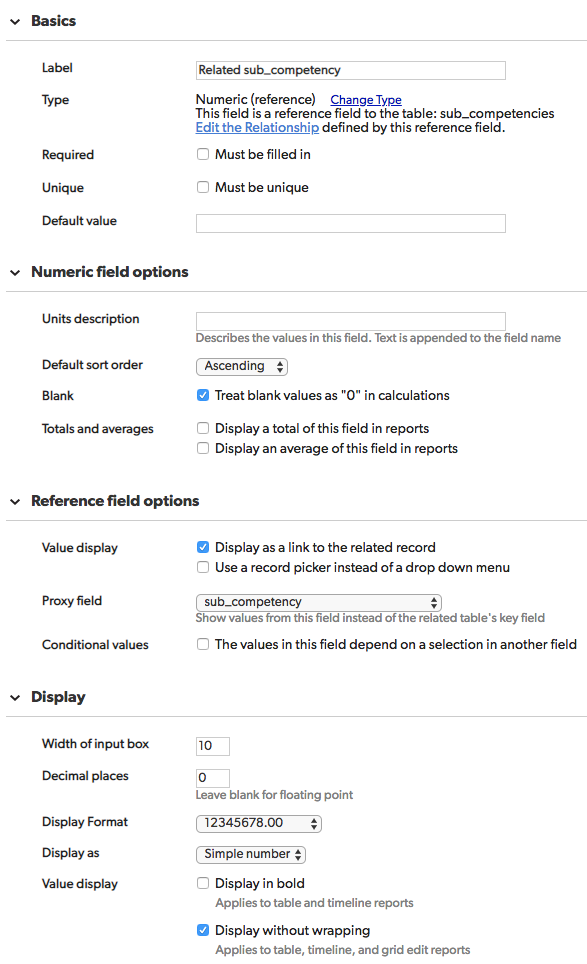 Basics
Label Related sub_competency
Type Numeric (reference) Change Type
This field is a reference field to the table: sub_competencies
Edit the Relationship defined by this reference field.
Required Must be filled in
Unique Must be unique
Default value
Numeric field options
Units description
Describes the values in this field. Text is appended to the field name
Default sort order Ascending
Blank Treat blank values as "0" in calculations
Totals and averages Display a total of this field in reports
Display an average of this field in reports
Reference field options
Value display Display as a link to the related record
Use a record picker instead of a drop down menu
Proxy field sub_competency
Show values from this field instead of the related table's key field
Conditional values The values in this field depend on a selection in another field
Display
Width of input box 10
Decimal places 0
Leave blank for floating point
Display Format 12345678.00
Display as Simple number
Value display Display in bold
Applies to table and timeline reports
Display without wrapping
Applies to table, timeline, and grid edit reports